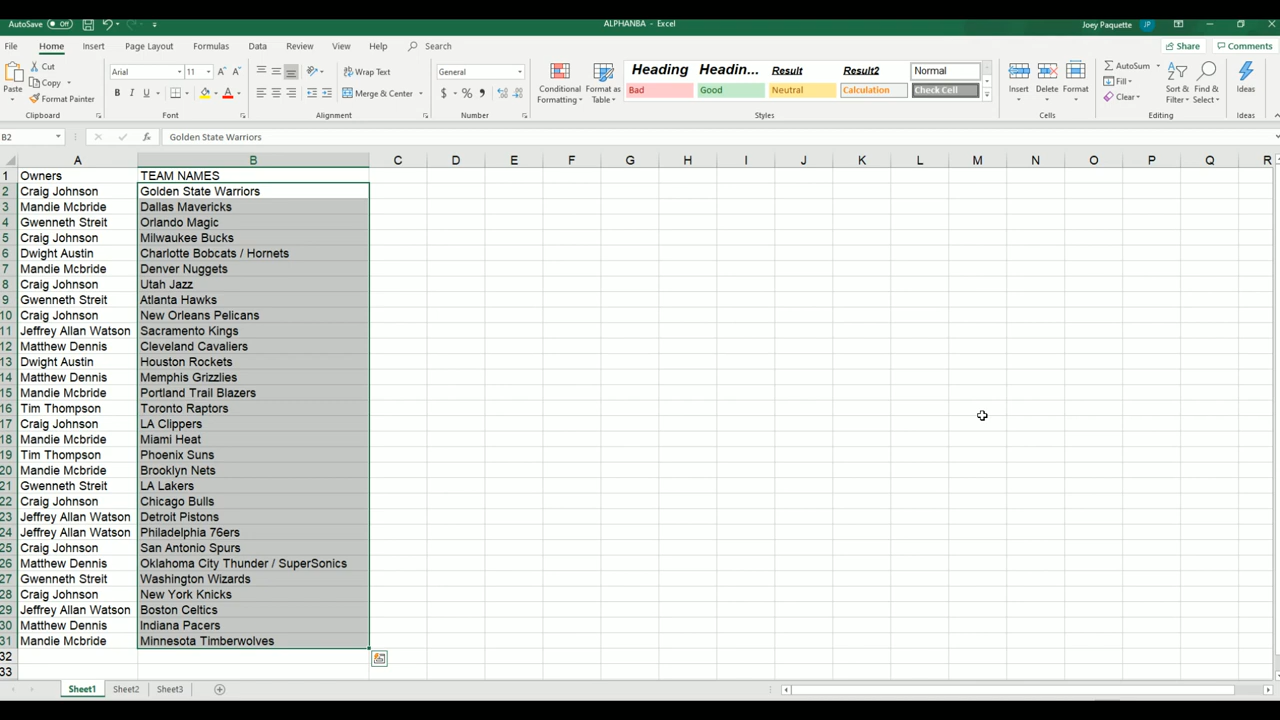 AutoSave Off ALPHANBA - Excel Joey Paquette JP
File Home Insert Page Layout Formulas Data Review View Help Search Share Comments
Paste Cut Copy Format Painter
Arial 11 A A
B I U A
Wrap Text
Merge & Center
General
$ % ,
Conditional Formatting Format as Table
Heading Headin... Result Result2 Normal
Bad Good Neutral Calculation Check Cell
Insert Delete Format
AutoSum Fill Clear
Sort & Filter Find & Select Ideas
Clipboard Font Alignment Number Styles Cells Editing Ideas
B2 fx Golden State Warriors
A B C D E F G H I J K L M N O P Q R
1 Owners TEAM NAMES
2 Craig Johnson Golden State Warriors
3 Mandie Mcbride Dallas Mavericks
4 Gwenneth Streit Orlando Magic
5 Craig Johnson Milwaukee Bucks
6 Dwight Austin Charlotte Bobcats / Hornets
7 Mandie Mcbride Denver Nuggets
8 Craig Johnson Utah Jazz
9 Gwenneth Streit Atlanta Hawks
10 Craig Johnson New Orleans Pelicans
11 Jeffrey Allan Watson Sacramento Kings
12 Matthew Dennis Cleveland Cavaliers
13 Dwight Austin Houston Rockets
14 Matthew Dennis Memphis Grizzlies
15 Mandie Mcbride Portland Trail Blazers
16 Tim Thompson Toronto Raptors
17 Craig Johnson LA Clippers
18 Mandie Mcbride Miami Heat
19 Tim Thompson Phoenix Suns
20 Mandie Mcbride Brooklyn Nets
21 Gwenneth Streit LA Lakers
22 Craig Johnson Chicago Bulls
23 Jeffrey Allan Watson Detroit Pistons
24 Jeffrey Allan Watson Philadelphia 76ers
25 Craig Johnson San Antonio Spurs
26 Matthew Dennis Oklahoma City Thunder / SuperSonics
27 Gwenneth Streit Washington Wizards
28 Craig Johnson New York Knicks
29 Jeffrey Allan Watson Boston Celtics
30 Matthew Dennis Indiana Pacers
31 Mandie Mcbride Minnesota Timberwolves
32
33
Sheet1 Sheet2 Sheet3